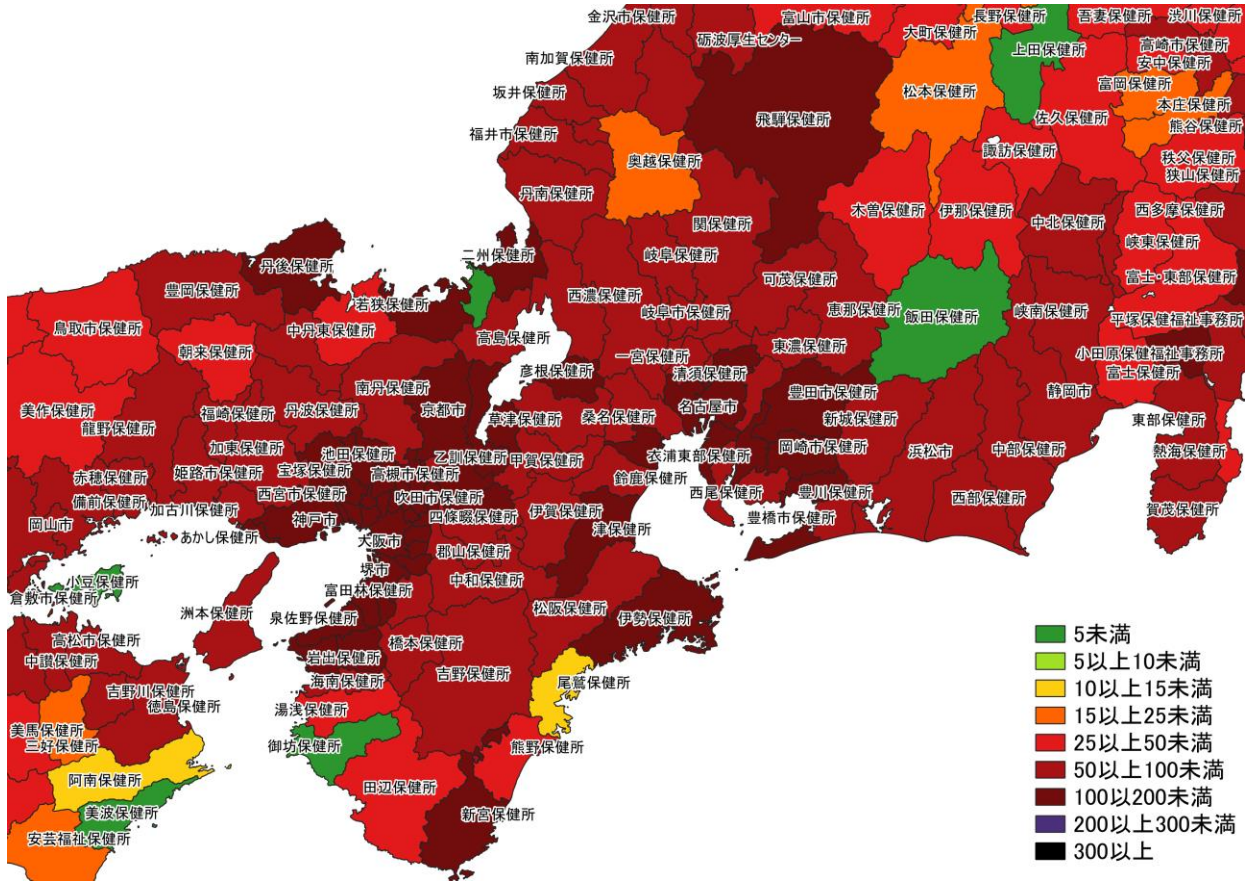 金沢市保健所
富山市保健所
長野保健所
吾妻保健所
渋川保健所
大町保健所
砺波厚生センター
南加賀保健所
上田保健所
高崎市保健所
安中保健所
坂井保健所
松本保健所
富岡保健所
本庄保健所
飛騨保健所
佐久保健所
熊谷保健所
福井市保健所
諏訪保健所
秩父保健所
奥越保健所
狭山保健所
丹南保健所
木曽保健所
伊那保健所
中北保健所
西多摩保健所
関保健所
峡東保健所
二州保健所
岐阜保健所
丹後保健所
可茂保健所
富士・東部保健所
豊岡保健所
西濃保健所
若狭保健所
岐阜市保健所
恵那保健所
飯田保健所
峡南保健所
平塚保健福祉事務所
鳥取市保健所
中丹東保健所
高島保健所
東濃保健所
朝来保健所
一宮保健所
小田原保健福祉事務所
彦根保健所
清須保健所
富士保健所
南丹保健所
豊田市保健所
静岡市
美作保健所
福崎保健所
丹波保健所
京都市
草津保健所
桑名保健所
名古屋市
新城保健所
東部保健所
龍野保健所
加東保健所
池田保健所
乙訓保健所
甲賀保健所
衣浦東部保健所
岡崎市保健所
浜松市
中部保健所
熱海保健所
赤穂保健所
姫路市保健所
宝塚保健所
高槻市保健所
鈴鹿保健所
備前保健所
西宮市保健所
吹田市保健所
西尾保健所
豊川保健所
西部保健所
加古川保健所
岡山市
神戸市
四條畷保健所
伊賀保健所
豊橋市保健所
賀茂保健所
あかし保健所
大阪市
津保健所
郡山保健所
堺市
小豆保健所
中和保健所
倉敷市保健所
富田林保健所
洲本保健所
松阪保健所
泉佐野保健所
伊勢保健所
高松市保健所
橋本保健所
中讃保健所
岩出保健所
吉野保健所
海南保健所
尾鷲保健所
吉野川保健所
徳島保健所
湯浅保健所
美馬保健所
三好保健所
御坊保健所
熊野保健所
阿南保健所
田辺保健所
美波保健所
新宮保健所
安芸福祉保健所
5未満
5以上10未満
10以上15未満
15以上25未満
25以上50未満
50以上100未満
100以200未満
200以上300未満
300以上